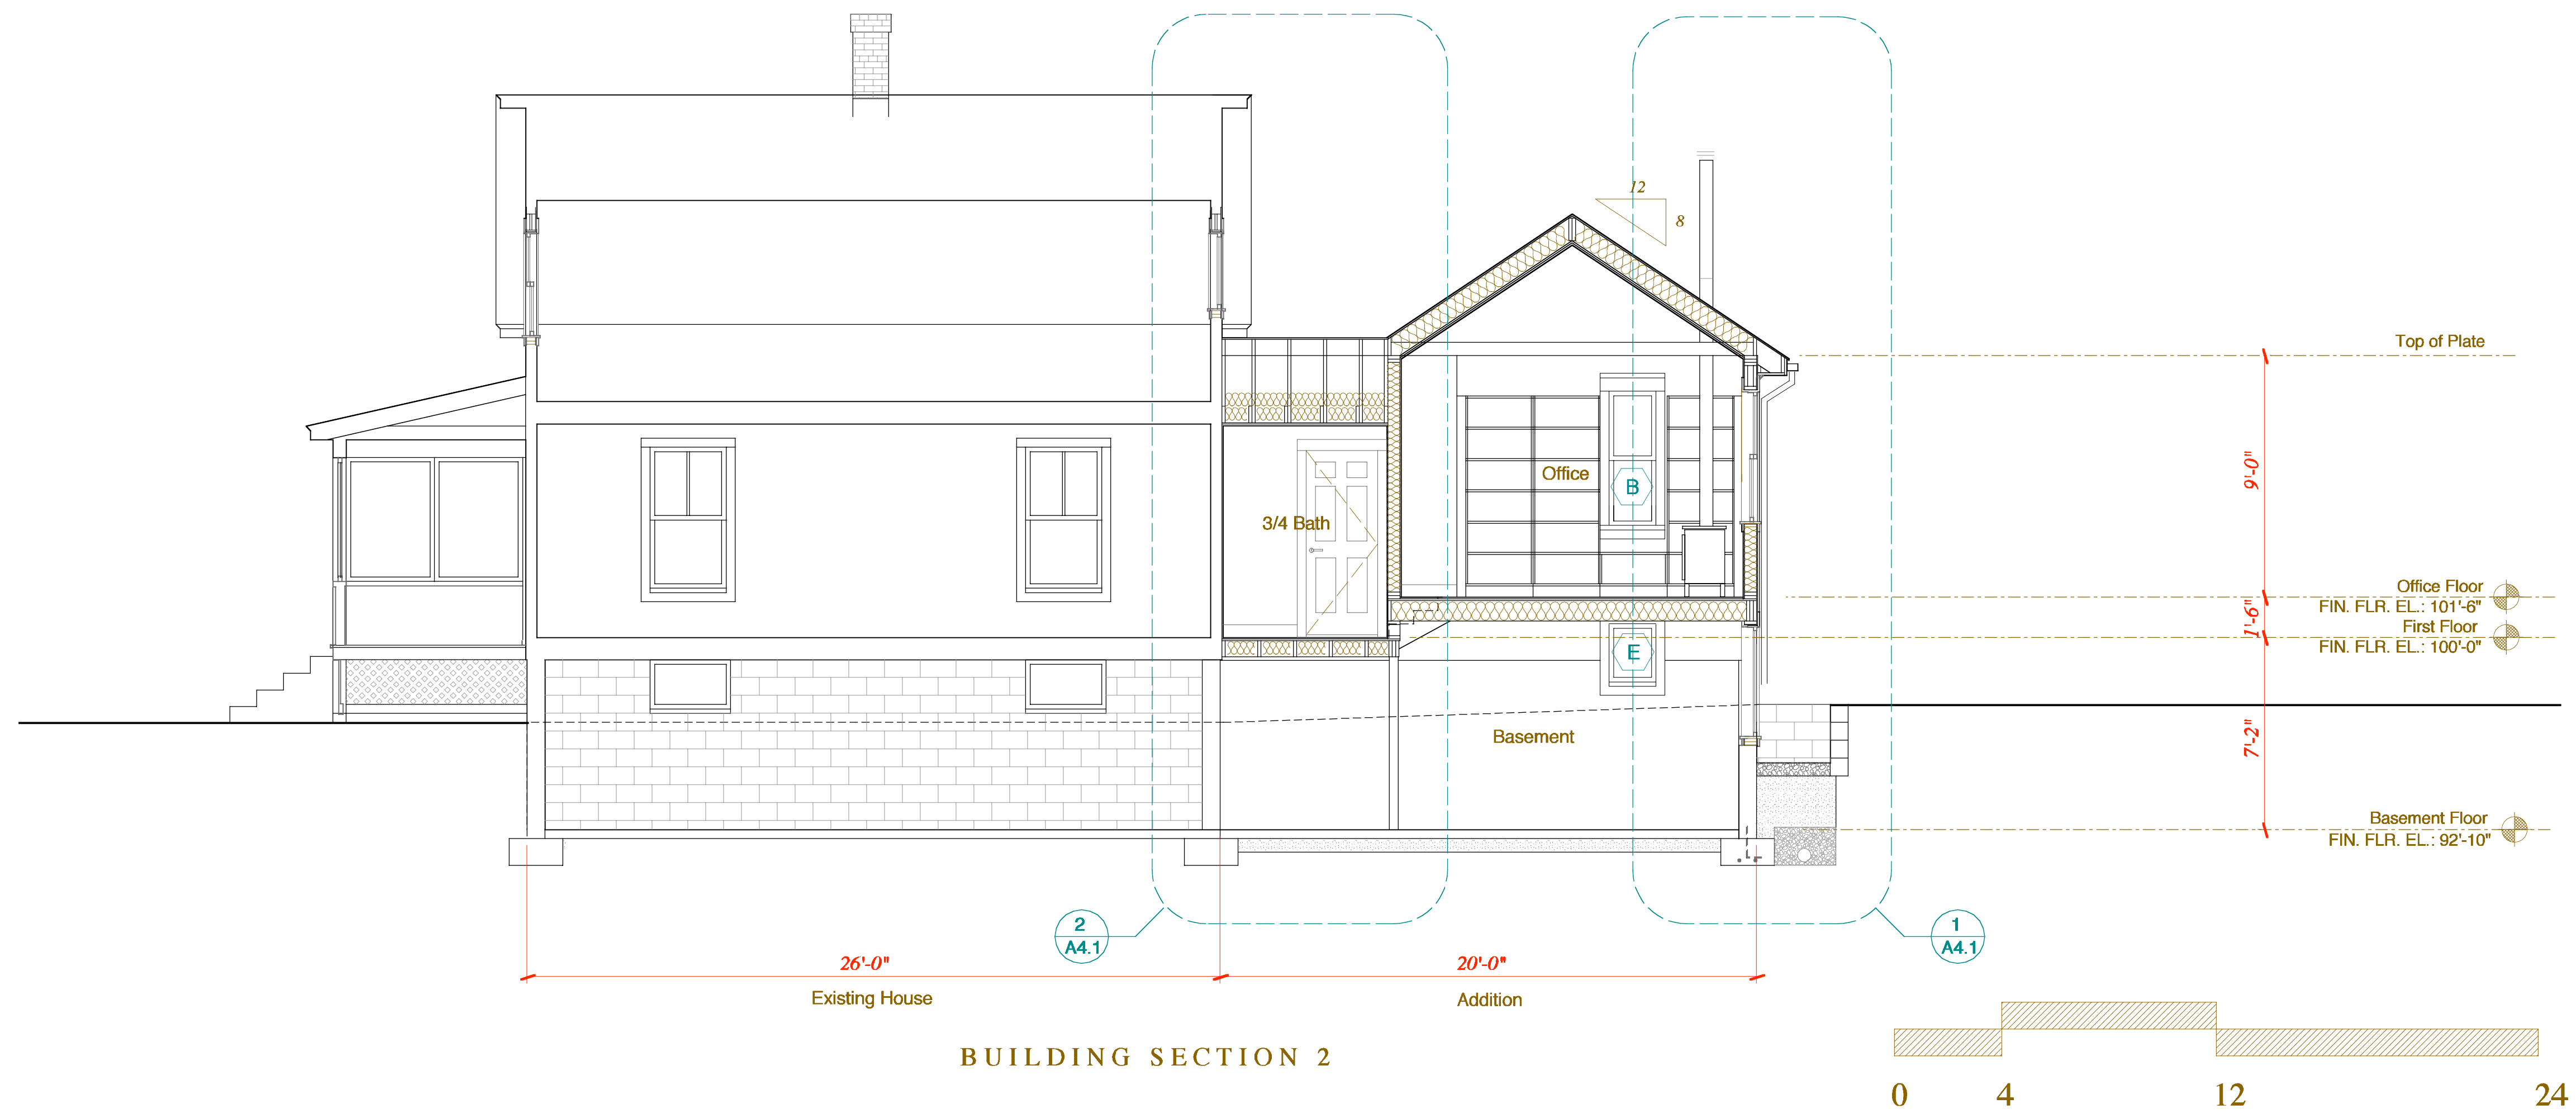 12
8
Top of Plate
9'-0"
Office
B
3/4 Bath
Office Floor
FIN. FLR. EL.: 101'-6"
1'-6"
First Floor
FIN. FLR. EL.: 100'-0"
E
Basement
7'-2"
Basement Floor
FIN. FLR. EL.: 92'-10"
2
A4.1
1
A4.1
26'-0"
20'-0"
Existing House
Addition
BUILDING SECTION 2
0 4 12 24